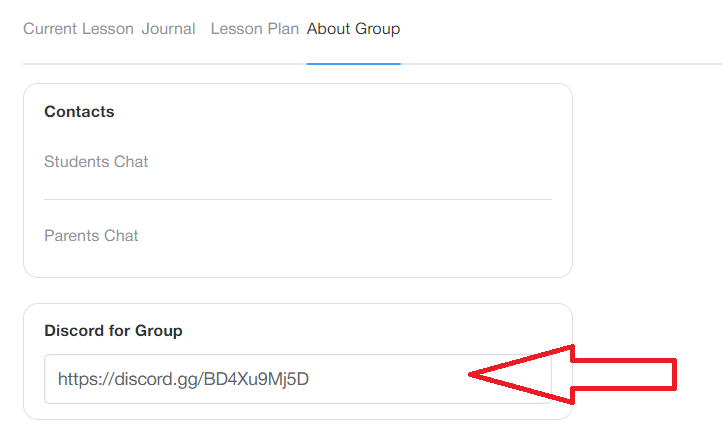 Current Lesson Journal Lesson Plan About Group
Contacts
Students Chat
Parents Chat
Discord for Group
https://discord.gg/BD4Xu9Mj5D